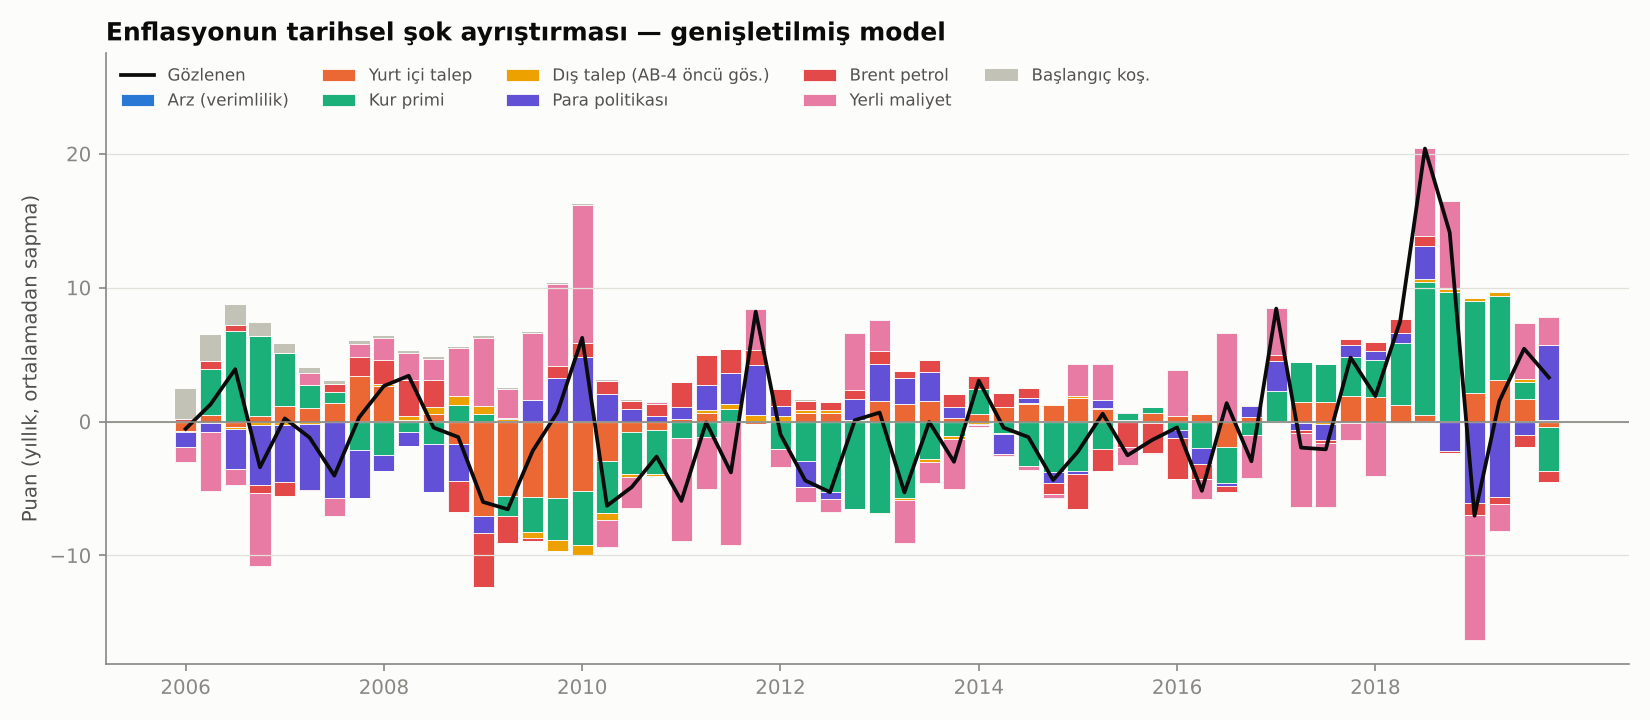 Enflasyonun tarihsel şok ayrıştırması — genişletilmiş model
Gözlenen
Yurt içi talep
Dış talep (AB-4 öncü gös.)
Brent petrol
Başlangıç koş.
Arz (verimlilik)
Kur primi
Para politikası
Yerli maliyet
Puan (yıllık, ortalamadan sapma)
20
10
0
−10
2006
2008
2010
2012
2014
2016
2018